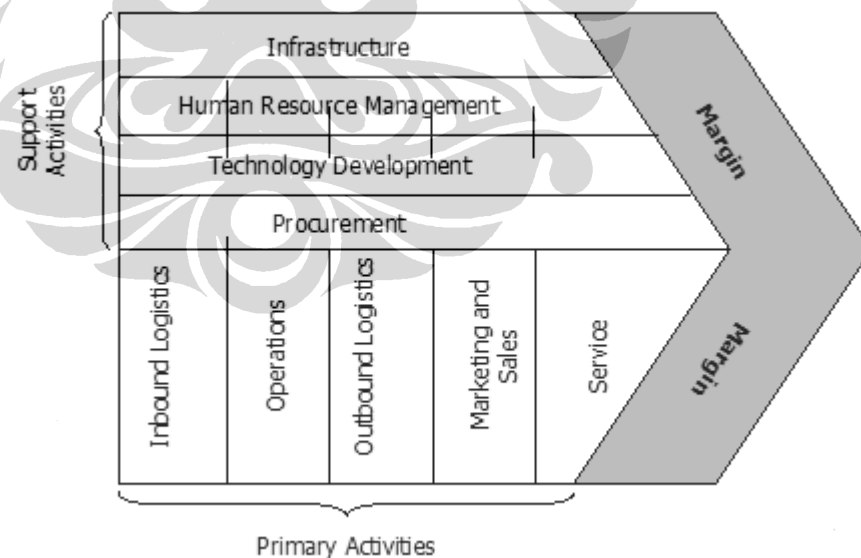 Infrastructure
Human Resource Management
Technology Development
Procurement
Support
Activities
Inbound Logistics
Operations
Outbound Logistics
Marketing and
Sales
Service
Margin
Margin
Primary Activities